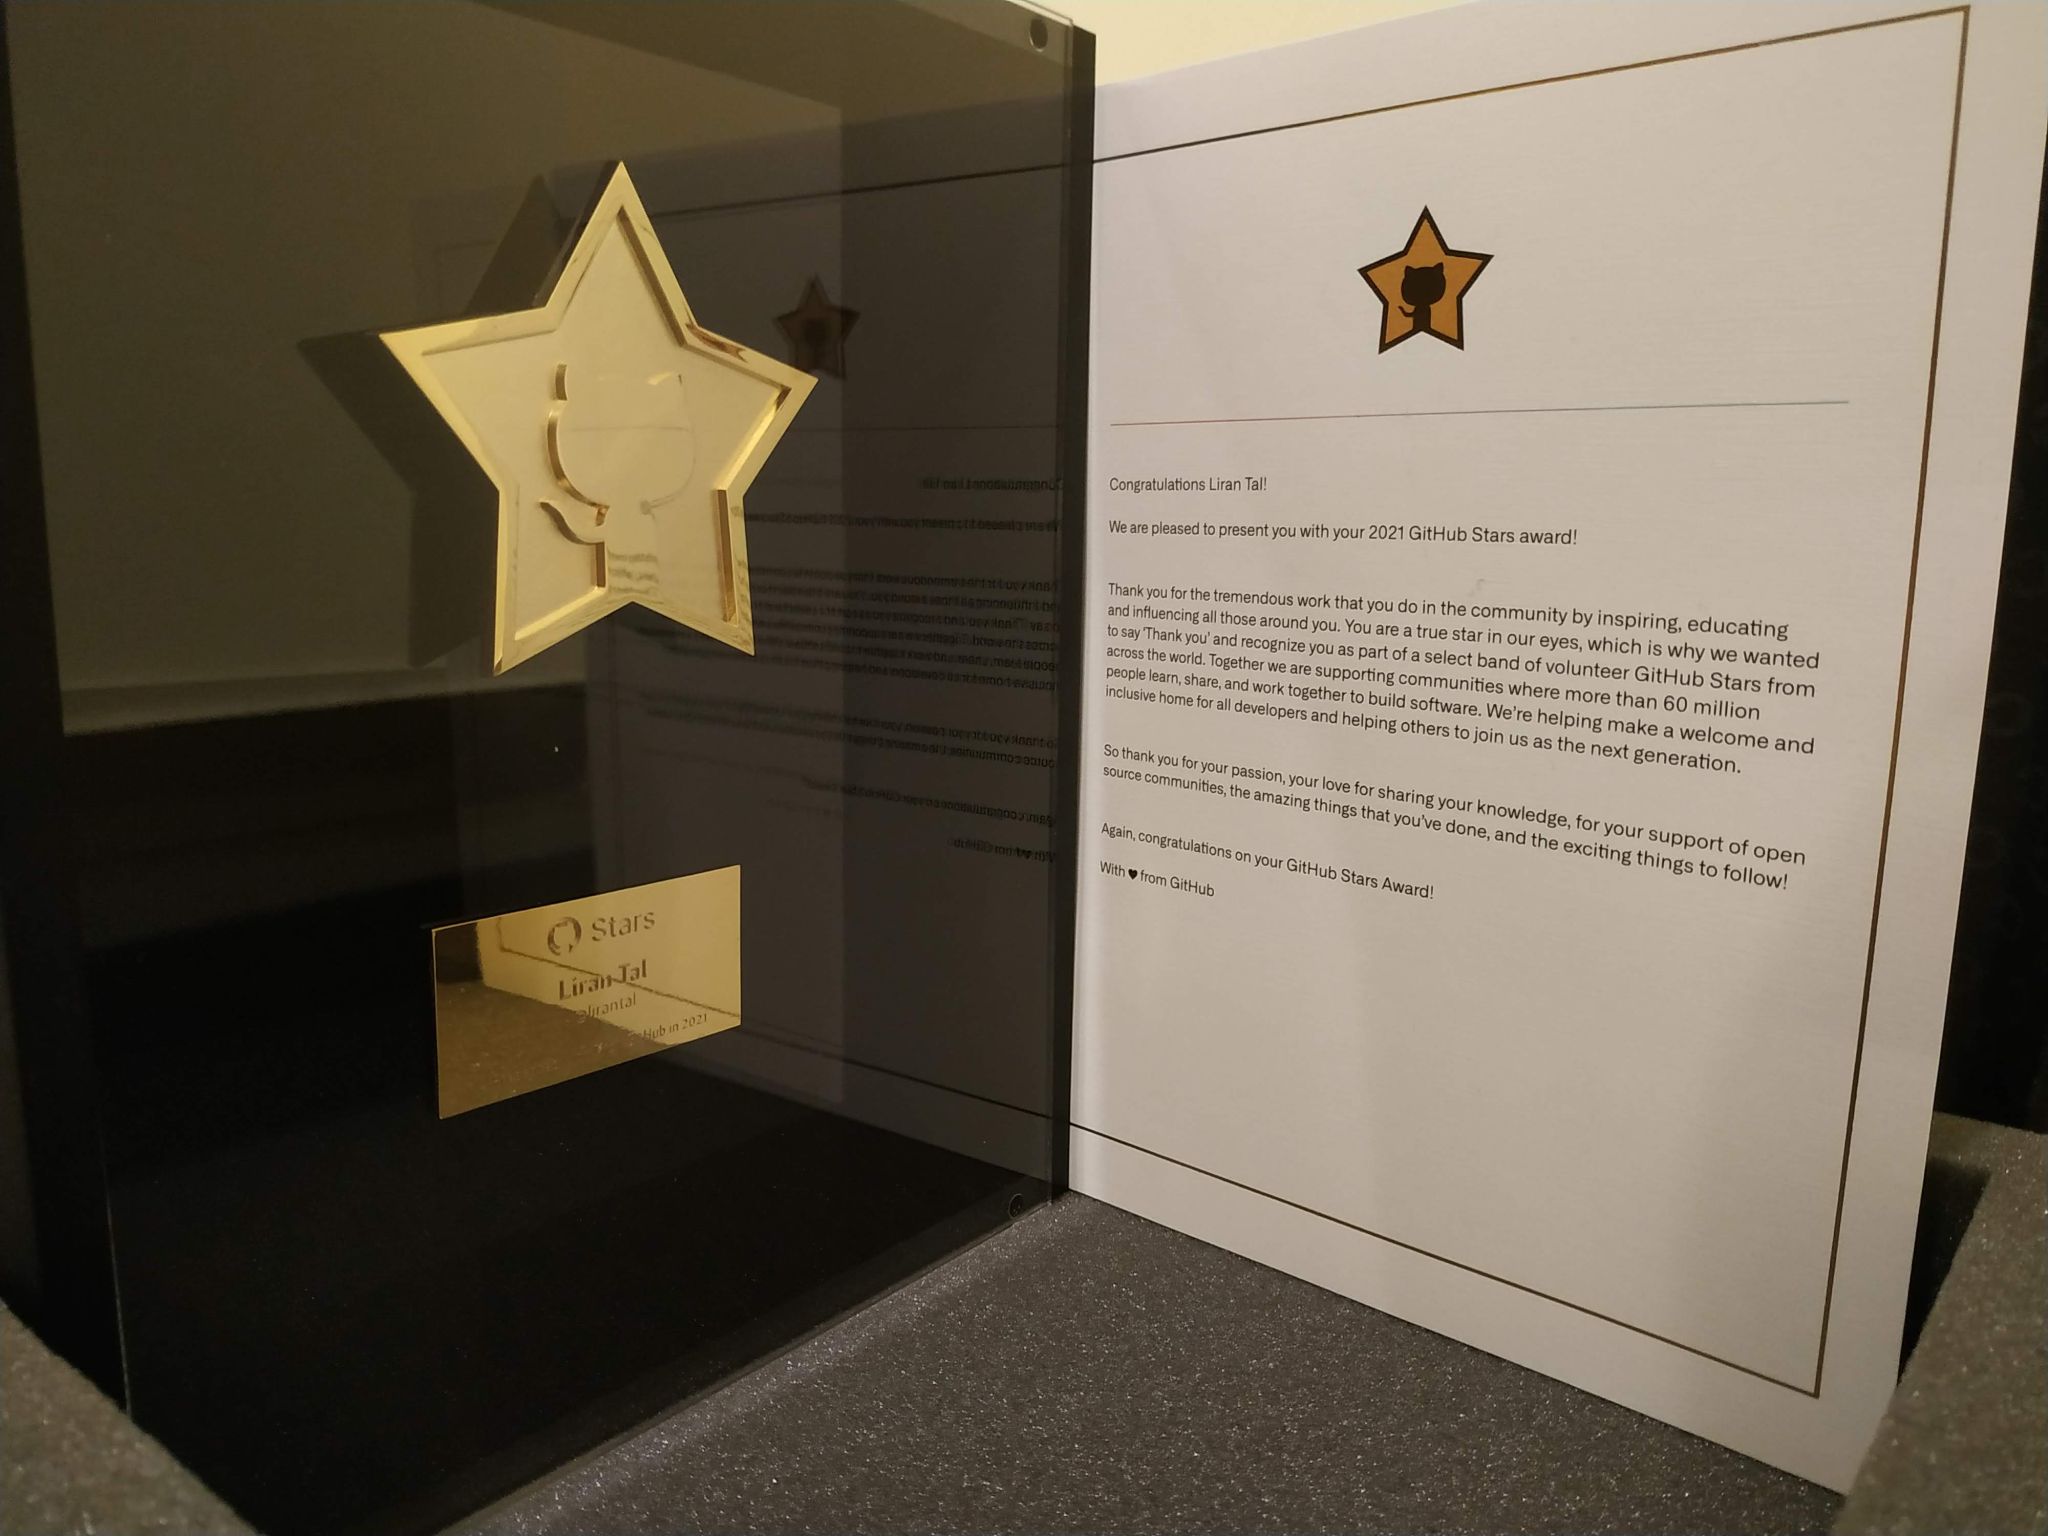 Stars
Liran Tal
@lirantal
Hub in 2021
Congratulations Liran Tal!
We are pleased to present you with your 2021 GitHub Stars award!
Thank you for the tremendous work that you do in the community by inspiring, educating
and influencing all those around you. You are a true star in our eyes, which is why we wanted
to say 'Thank you' and recognize you as part of a select band of volunteer GitHub Stars from
across the world. Together we are supporting communities where more than 60 million
people learn, share, and work together to build software. We're helping make a welcome and
inclusive home for all developers and helping others to join us as the next generation.
So thank you for your passion, your love for sharing your knowledge, for your support of open
source communities, the amazing things that you've done, and the exciting things to follow!
Again, congratulations on your GitHub Stars Award!
With ♥ from GitHub